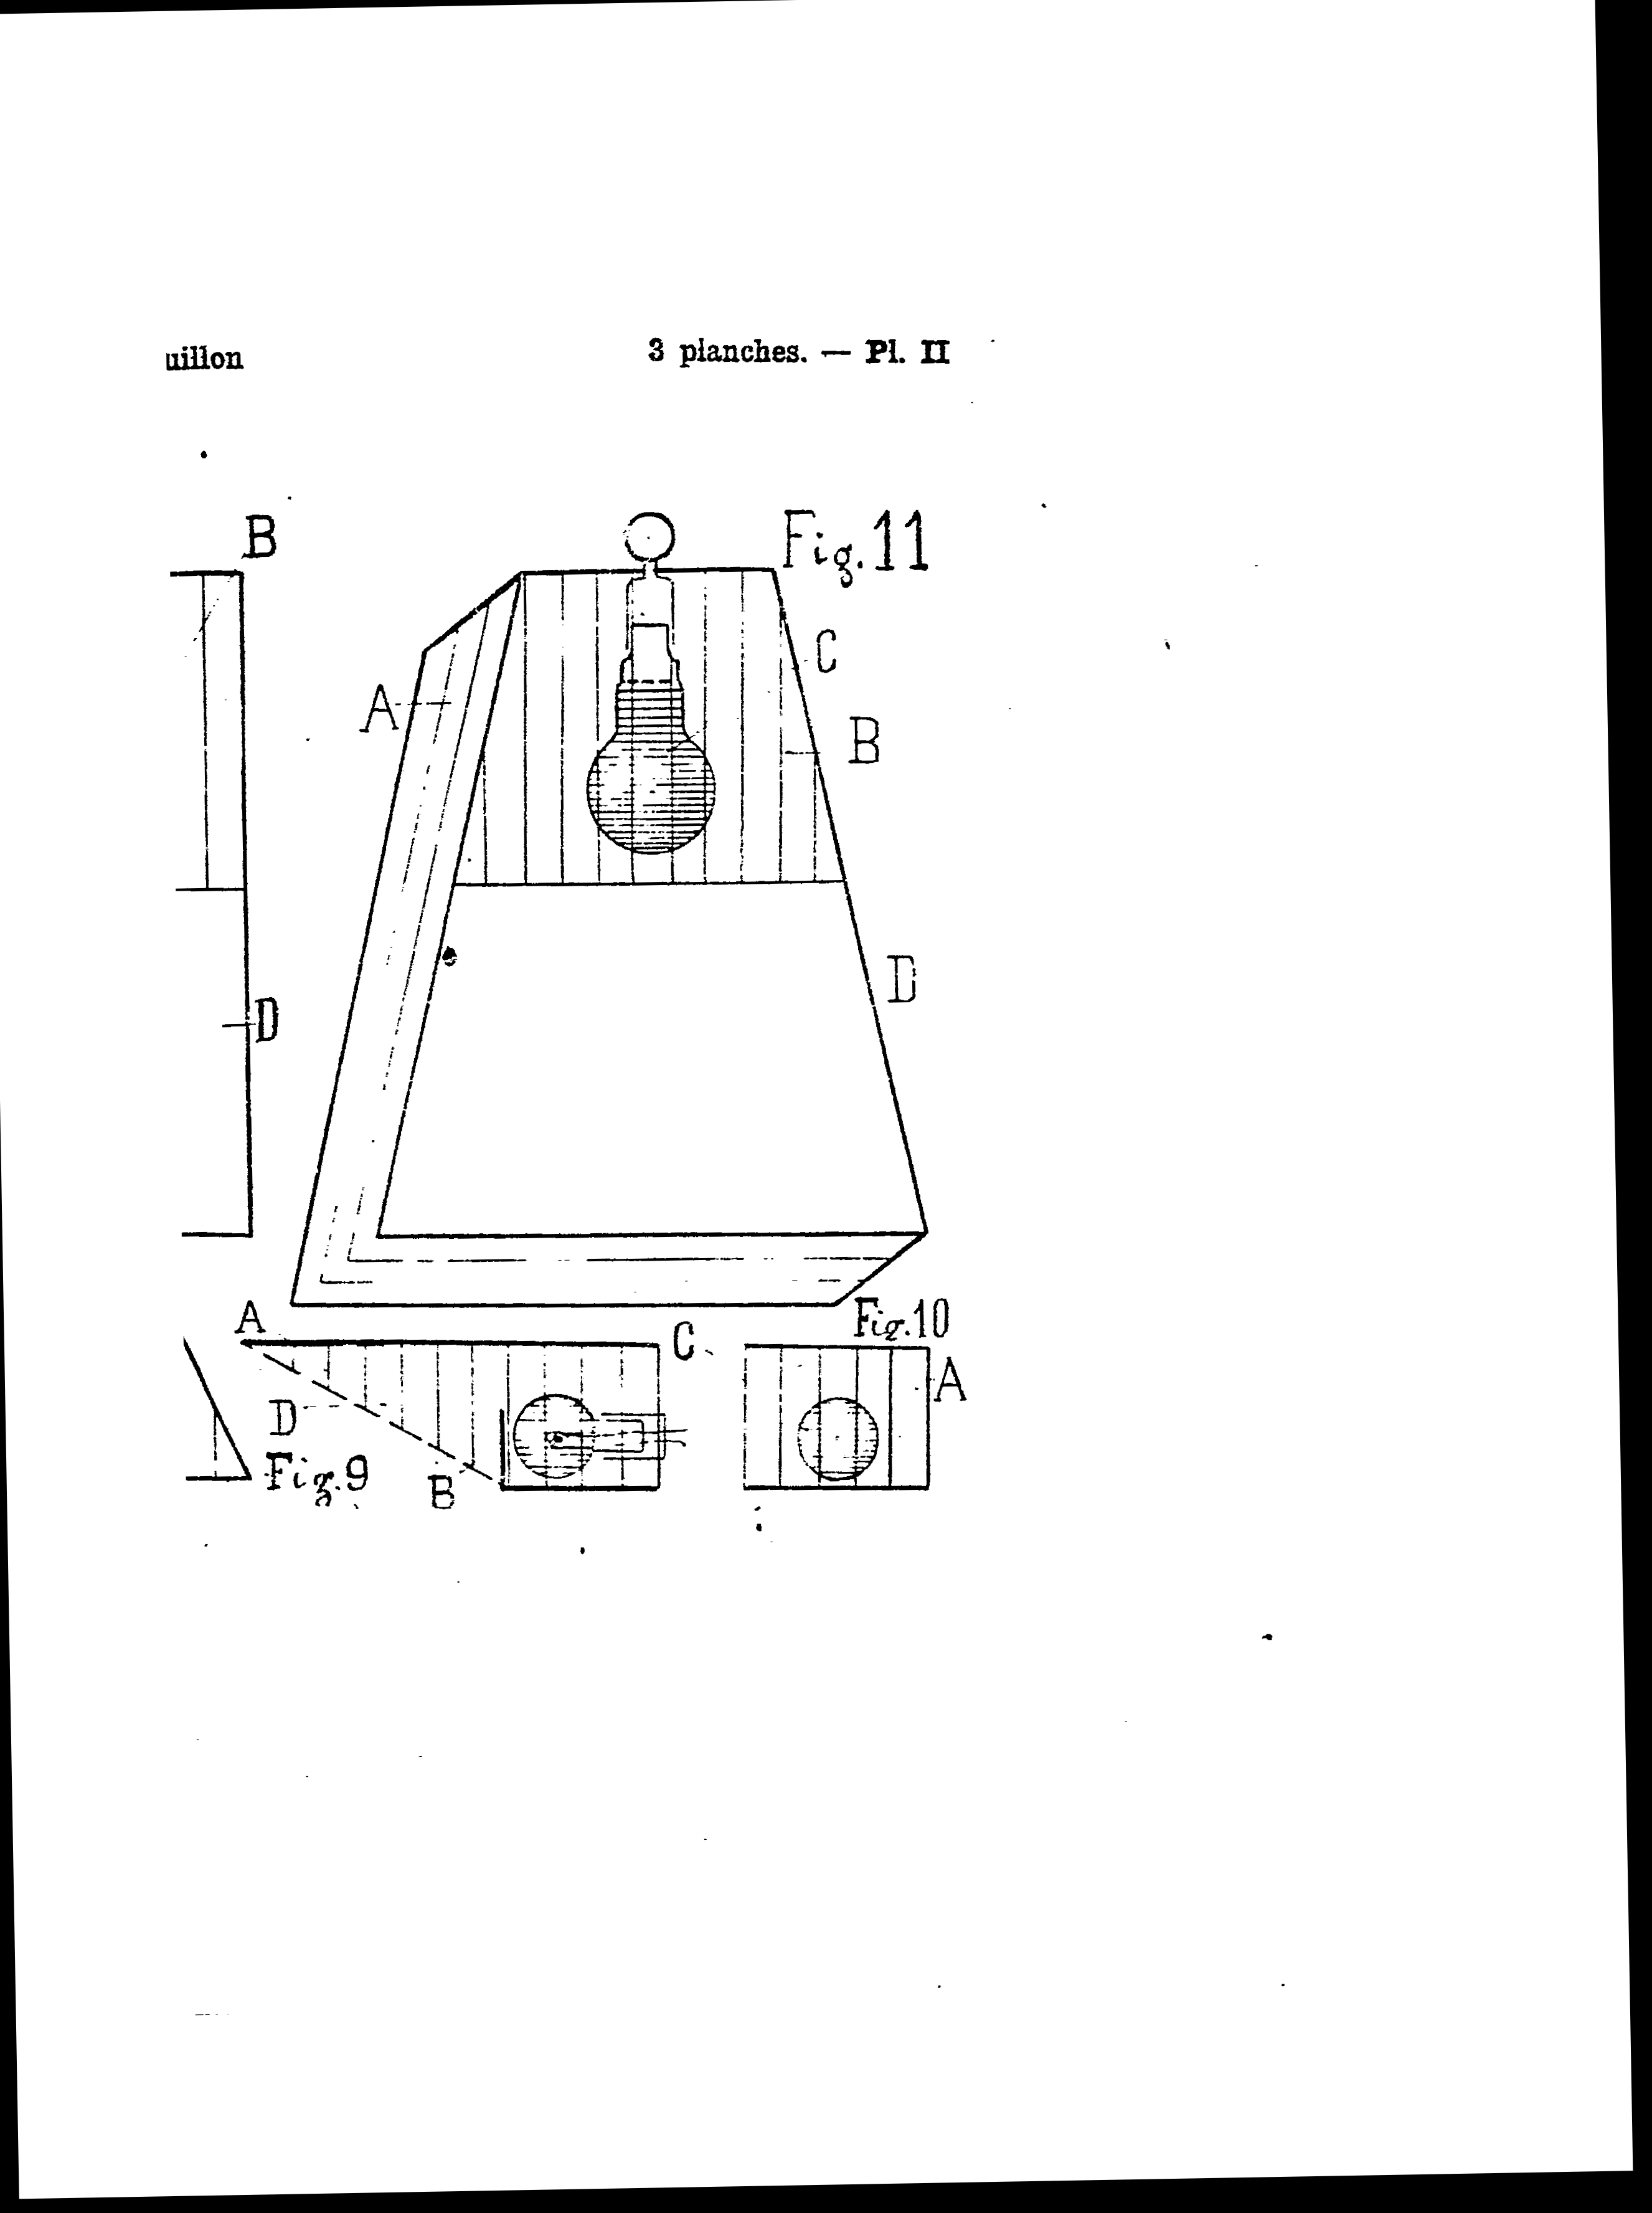 uillon
3 planches. — Pl. II
B
Fig. 11
C
A
B
D
D
A
Fig. 10
C
A
D
Fig. 9
B